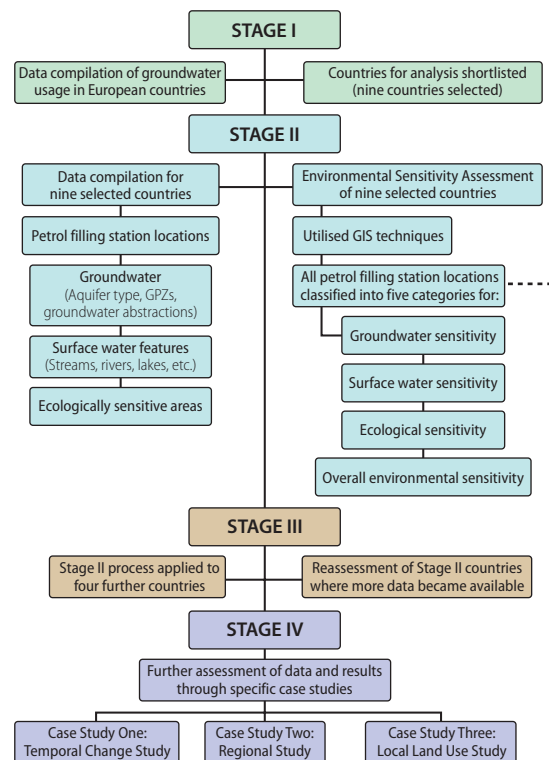 STAGE I
Data compilation of groundwater
usage in European countries
Countries for analysis shortlisted
(nine countries selected)
STAGE II
Data compilation for
nine selected countries
Petrol filling station locations
Groundwater
(Aquifer type, GPZs,
groundwater abstractions)
Surface water features
(Streams, rivers, lakes, etc.)
Ecologically sensitive areas
Environmental Sensitivity Assessment
of nine selected countries
Utilised GIS techniques
All petrol filling station locations
classified into five categories for:
Groundwater sensitivity
Surface water sensitivity
Ecological sensitivity
Overall environmental sensitivity
STAGE III
Stage II process applied to
four further countries
Reassessment of Stage II countries
where more data became available
STAGE IV
Further assessment of data and results
through specific case studies
Case Study One:
Temporal Change Study
Case Study Two:
Regional Study
Case Study Three:
Local Land Use Study